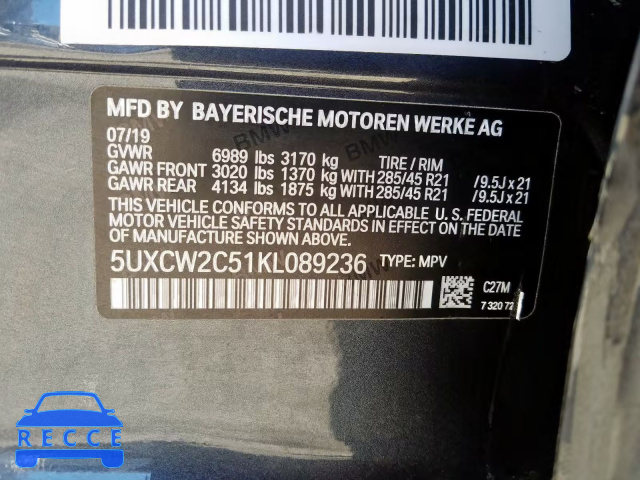 MFD BY BAYERISCHE MOTOREN WERKE AG
07/19
GVWR 6989 lbs 3170 kg TIRE / RIM
GAWR FRONT 3020 lbs 1370 kg WITH 285/45 R21 /9.5J x 21
GAWR REAR 4134 lbs 1875 kg WITH 285/45 R21 /9.5J x 21
THIS VEHICLE CONFORMS TO ALL APPLICABLE U. S. FEDERAL
MOTOR VEHICLE SAFETY STANDARDS IN EFFECT ON THE
DATE OF MANUFACTURE SHOWN ABOVE.
5UXCW2C51KL089236 TYPE: MPV
C27M
7 320 72
RECCE